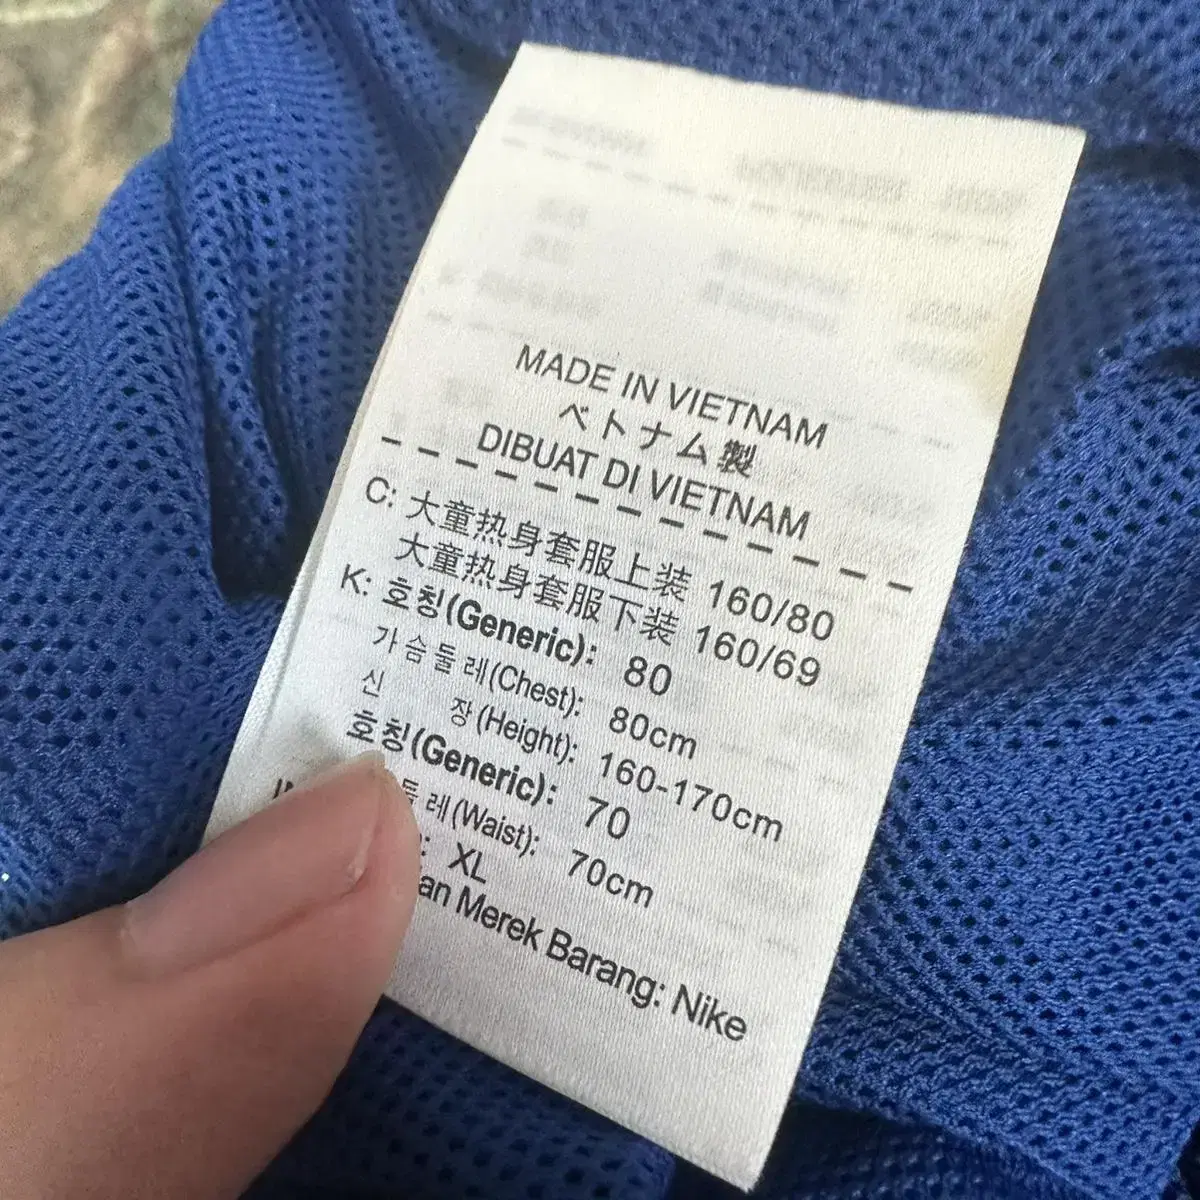 MADE IN VIETNAM
ベトナム製
DIBUAT DI VIETNAM
C: 大童热身套服上装 160/80
大童热身套服下装 160/69
K: 호칭(Generic): 80
가슴둘레(Chest): 80cm
신 장(Height): 160-170cm
호칭(Generic): 70
둘레(Waist): 70cm
: XL
an Merek Barang: Nike